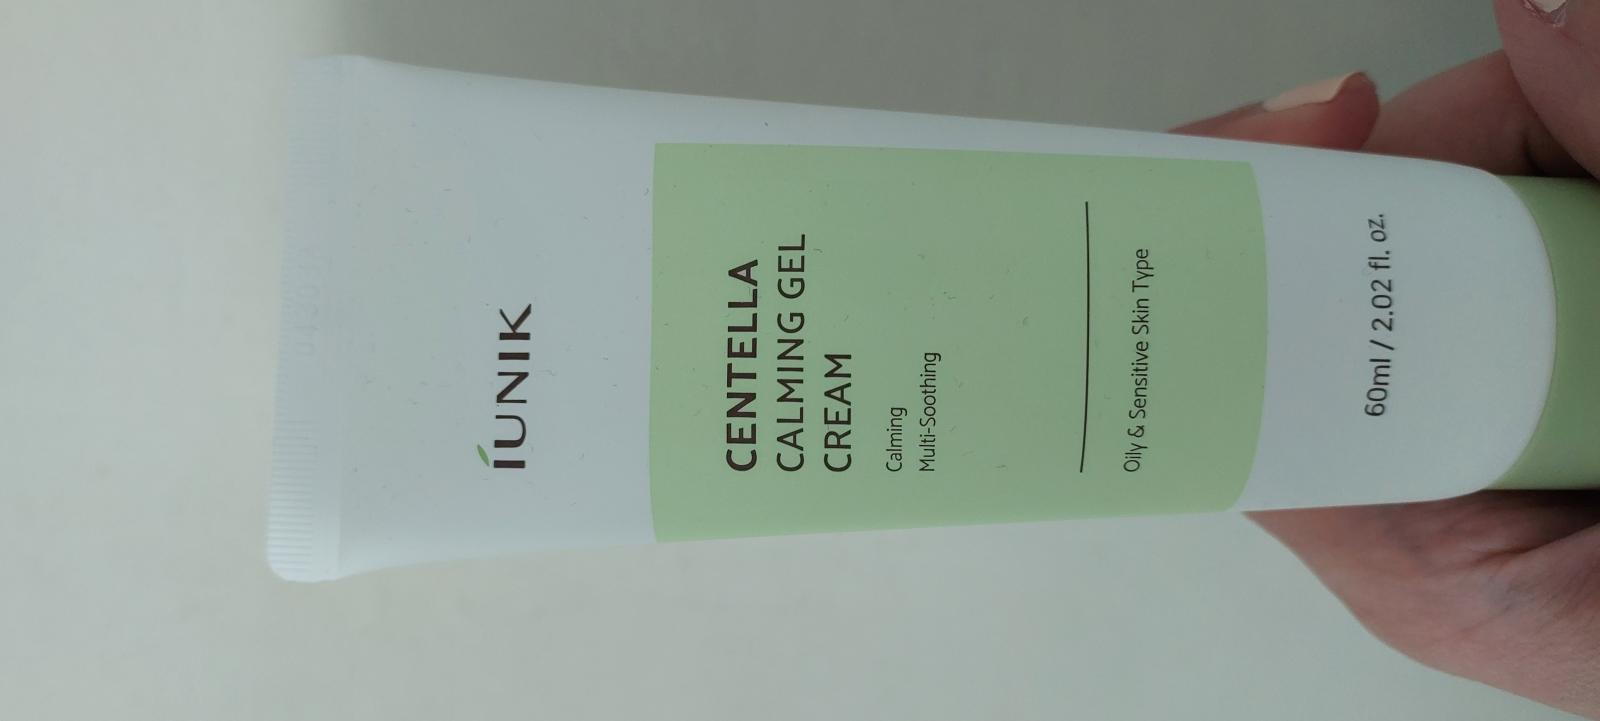 IUNIK
CENTELLA
CALMING GEL
CREAM
Calming
Multi-Soothing
Oily & Sensitive Skin Type
60ml / 2.02 fl. oz.